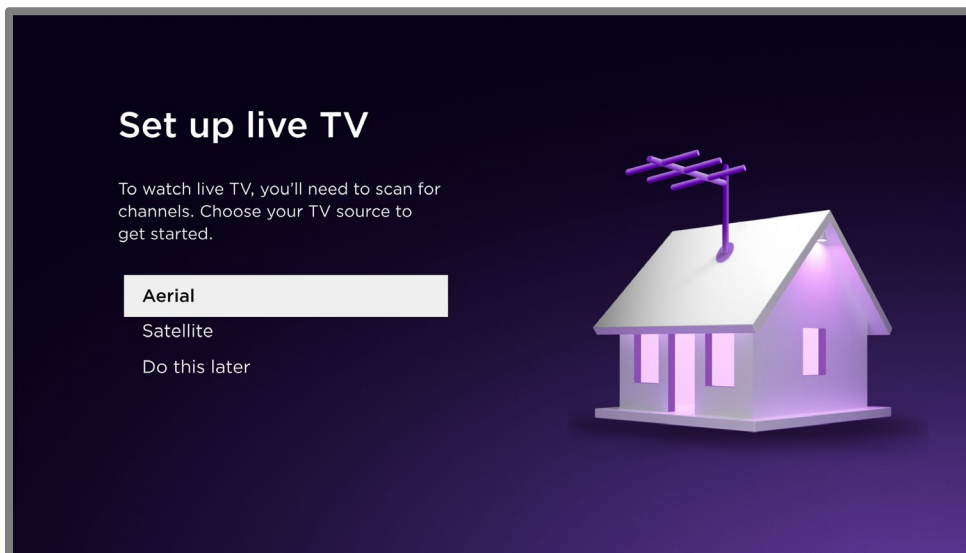 Set up live TV
To watch live TV, you’ll need to scan for
channels. Choose your TV source to
get started.
Aerial
Satellite
Do this later